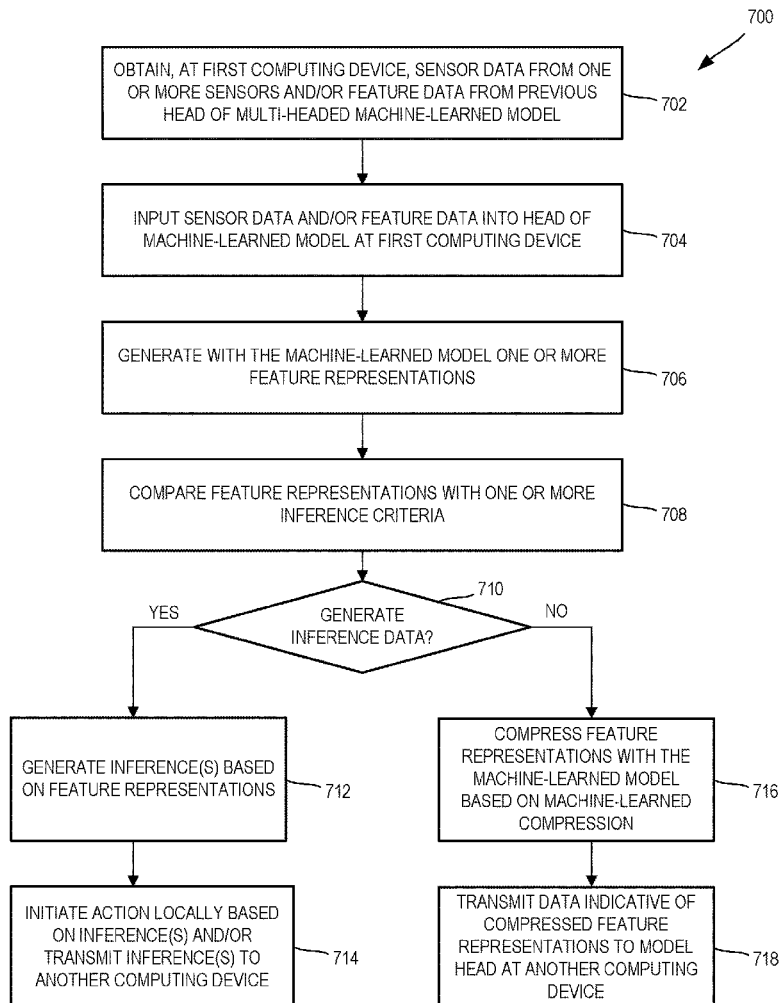 700
OBTAIN, AT FIRST COMPUTING DEVICE, SENSOR DATA FROM ONE
OR MORE SENSORS AND/OR FEATURE DATA FROM PREVIOUS
HEAD OF MULTI-HEADED MACHINE-LEARNED MODEL
702
INPUT SENSOR DATA AND/OR FEATURE DATA INTO HEAD OF
MACHINE-LEARNED MODEL AT FIRST COMPUTING DEVICE
704
GENERATE WITH THE MACHINE-LEARNED MODEL ONE OR MORE
FEATURE REPRESENTATIONS
706
COMPARE FEATURE REPRESENTATIONS WITH ONE OR MORE
INFERENCE CRITERIA
708
710
YES
GENERATE
INFERENCE DATA?
NO
GENERATE INFERENCE(S) BASED
ON FEATURE REPRESENTATIONS
712
COMPRESS FEATURE
REPRESENTATIONS WITH THE
MACHINE-LEARNED MODEL
BASED ON MACHINE-LEARNED
COMPRESSION
716
INITIATE ACTION LOCALLY BASED
ON INFERENCE(S) AND/OR
TRANSMIT INFERENCE(S) TO
ANOTHER COMPUTING DEVICE
714
TRANSMIT DATA INDICATIVE OF
COMPRESSED FEATURE
REPRESENTATIONS TO MODEL
HEAD AT ANOTHER COMPUTING
DEVICE
718